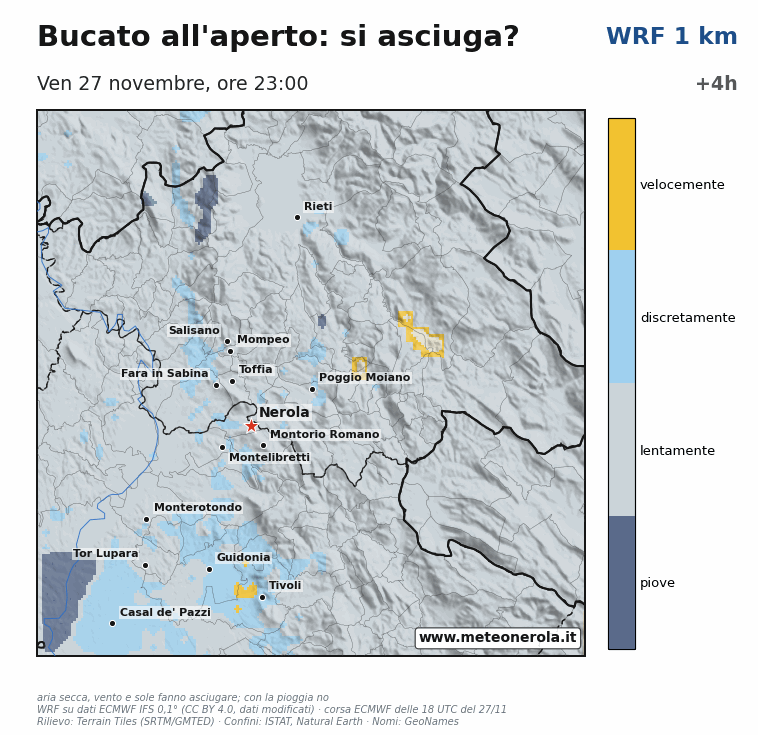 Bucato all'aperto: si asciuga?
WRF 1 km
Ven 27 novembre, ore 23:00
+4h
velocemente
discretamente
lentamente
piove
Rieti
Salisano
Mompeo
Fara in Sabina
Toffia
Poggio Moiano
Nerola
Montorio Romano
Montelibretti
Monterotondo
Tor Lupara
Guidonia
Tivoli
Casal de' Pazzi
www.meteonerola.it
aria secca, vento e sole fanno asciugare; con la pioggia no
WRF su dati ECMWF IFS 0,1° (CC BY 4.0, dati modificati) · corsa ECMWF delle 18 UTC del 27/11
Rilievo: Terrain Tiles (SRTM/GMTED) · Confini: ISTAT, Natural Earth · Nomi: GeoNames